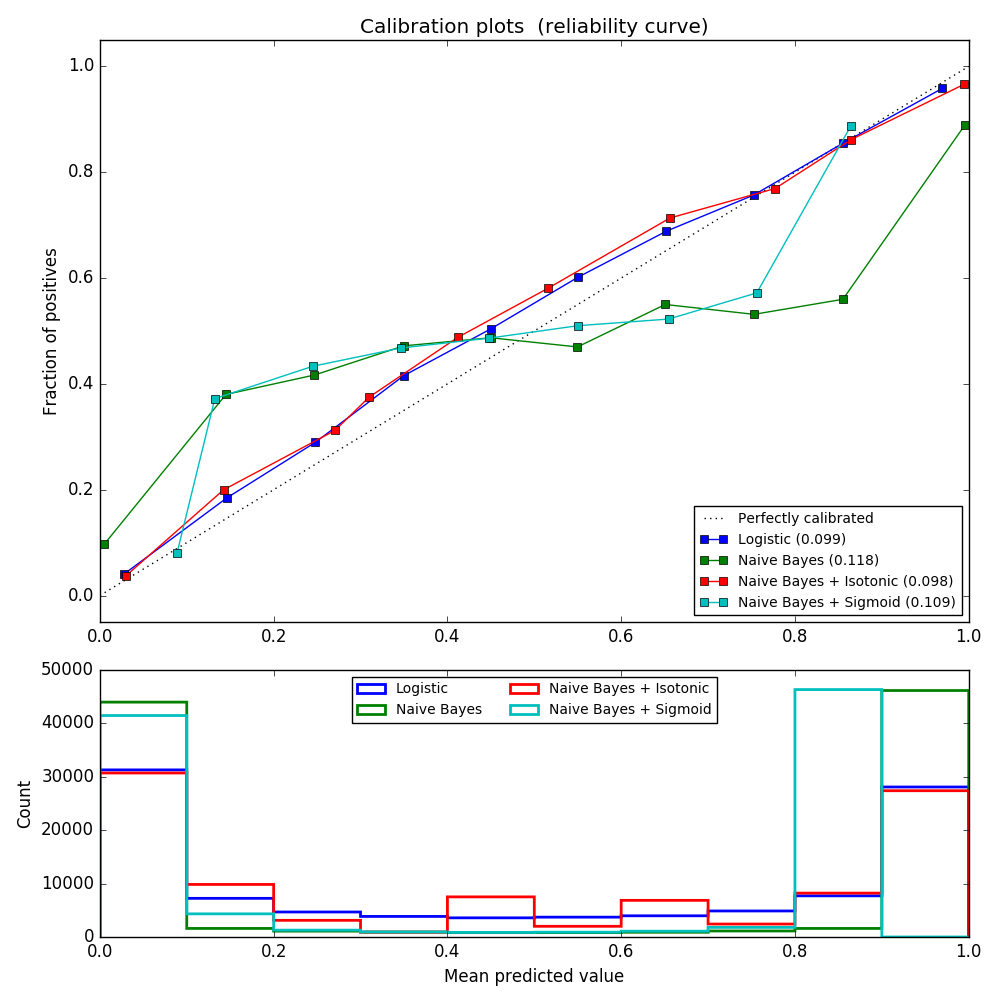 Calibration plots  (reliability curve)
1.0
0.8
0.6
0.4
0.2
0.0
Fraction of positives
Perfectly calibrated
Logistic (0.099)
Naive Bayes (0.118)
Naive Bayes + Isotonic (0.098)
Naive Bayes + Sigmoid (0.109)
0.0 0.2 0.4 0.6 0.8 1.0
50000
40000
30000
20000
10000
0
Count
Logistic
Naive Bayes
Naive Bayes + Isotonic
Naive Bayes + Sigmoid
0.0 0.2 0.4 0.6 0.8 1.0
Mean predicted value